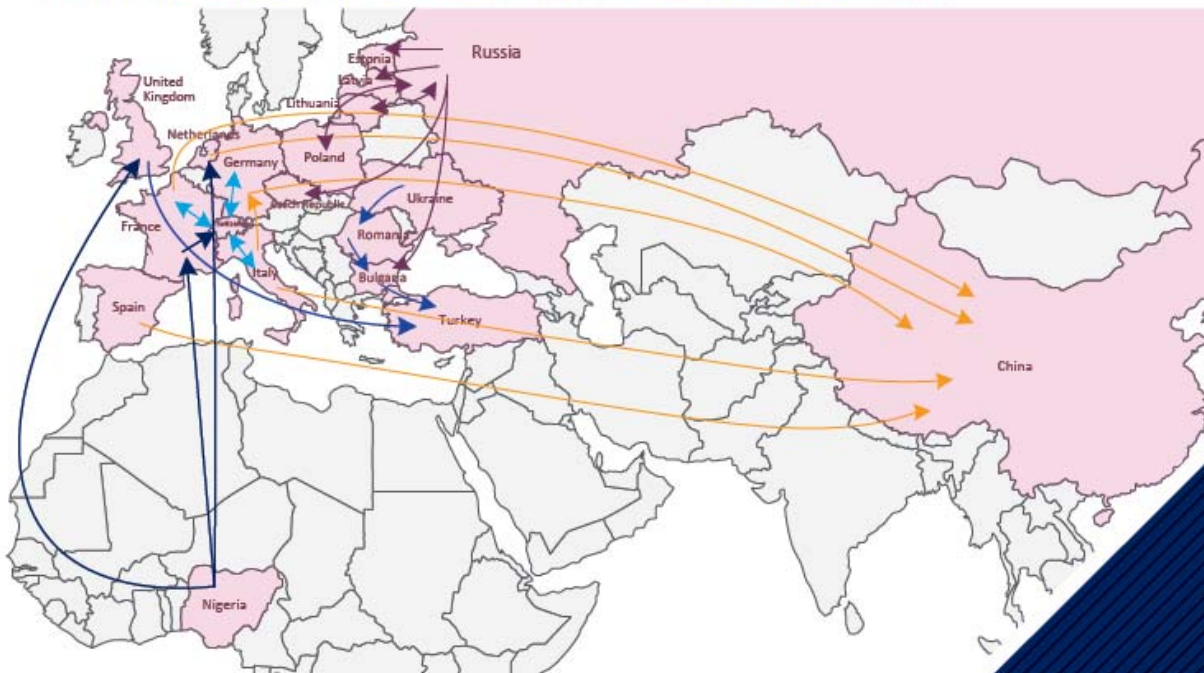 Russia
Estonia
Latvia
United
Kingdom
Lithuania
Netherlands
Germany
Poland
Czech Republic
Ukraine
France
Romania
Italy
Bulgaria
Spain
Turkey
China
Nigeria